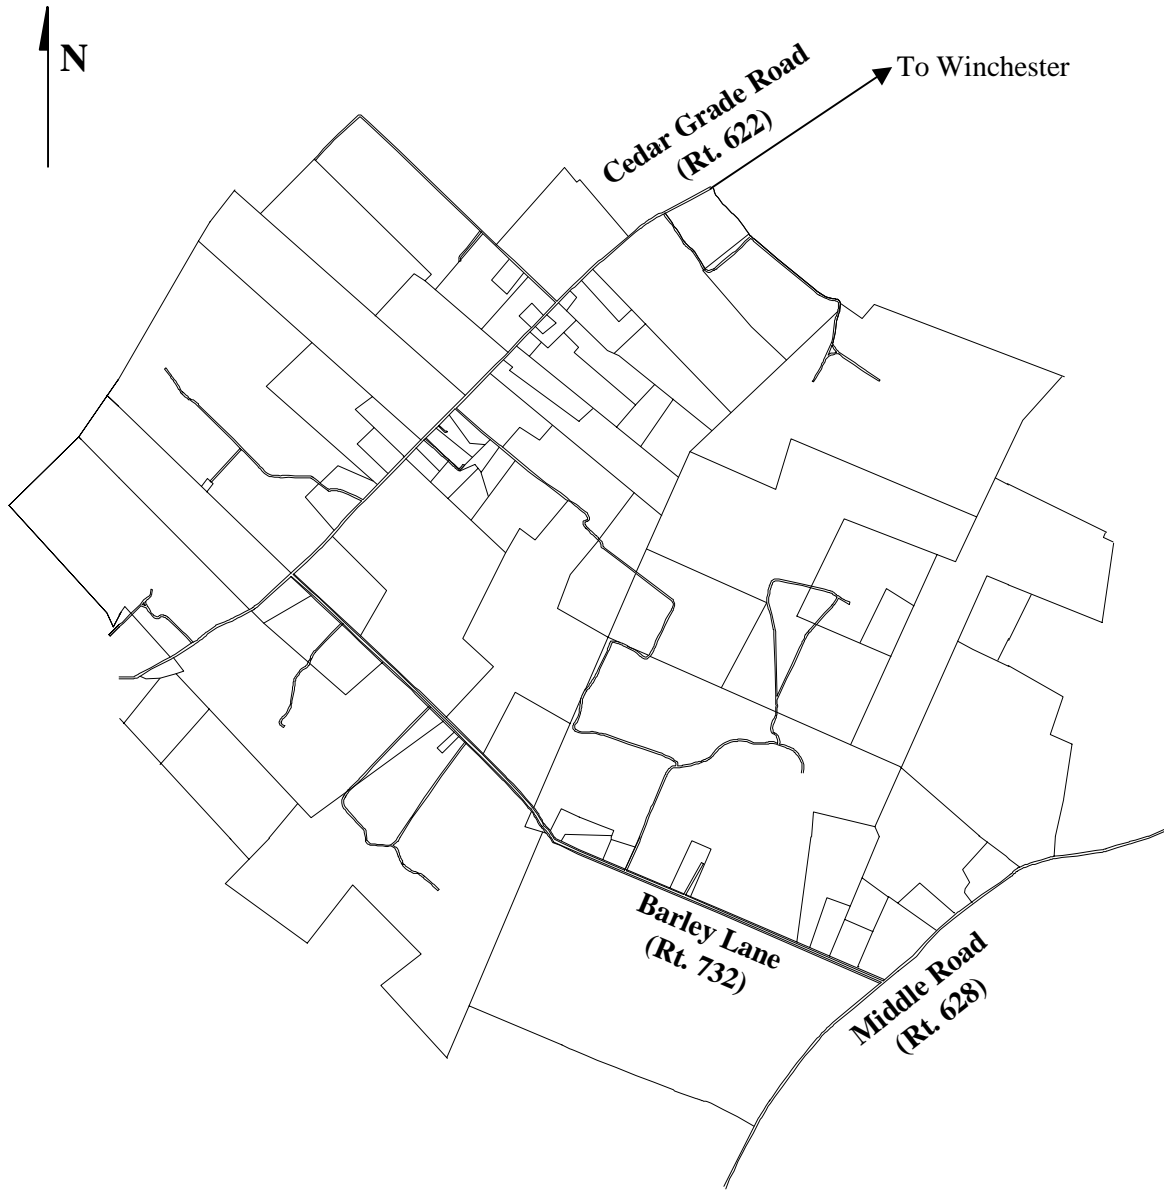 N
Cedar Grade Road
(Rt. 622)
To Winchester
Barley Lane
(Rt. 732)
Middle Road
(Rt. 628)